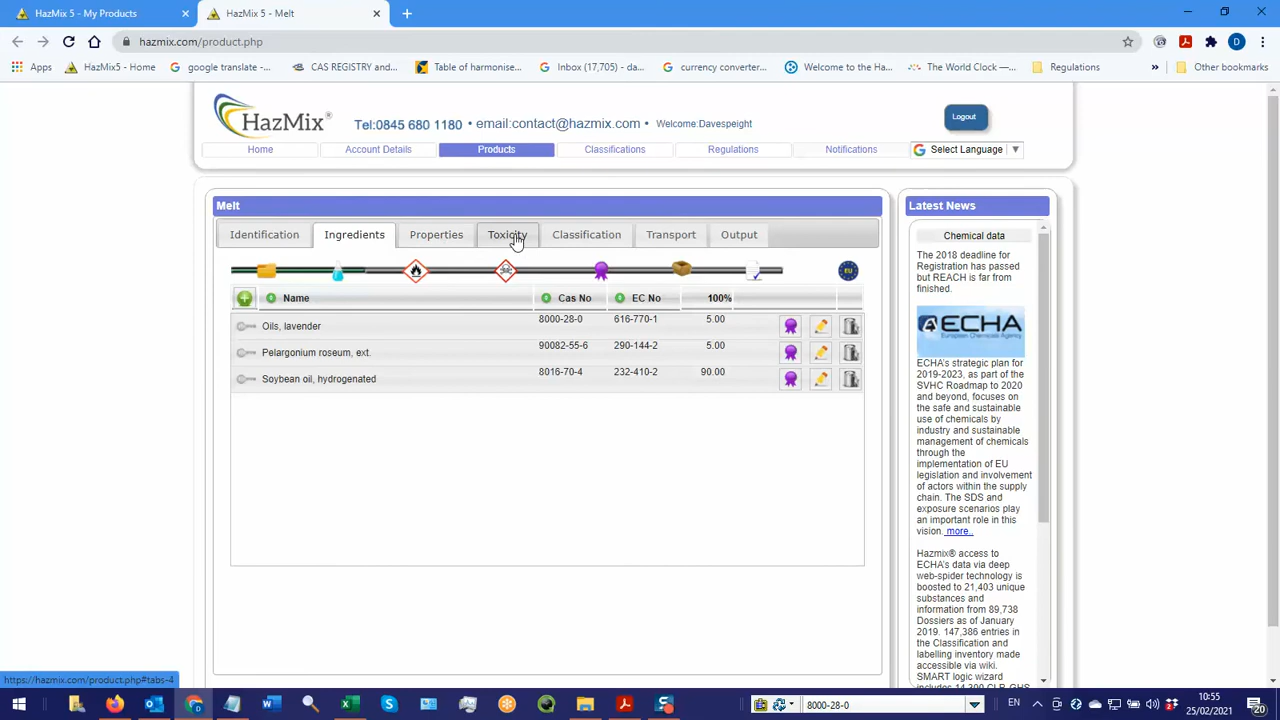 HazMix 5 - My Products
HazMix 5 - Melt
hazmix.com/product.php
Apps
HazMix5 - Home
google translate -...
CAS REGISTRY and...
Table of harmonise...
Inbox (17,705) - da...
currency converter...
Welcome to the Ha...
The World Clock —...
Regulations
»
Other bookmarks
HazMix®
Tel:0845 680 1180 • email:contact@hazmix.com • Welcome:Davespeight
Logout
Home
Account Details
Products
Classifications
Regulations
Notifications
Select Language
Melt
Identification
Ingredients
Properties
Toxicity
Classification
Transport
Output
Name
Cas No
EC No
100%
Oils, lavender 8000-28-0 616-770-1 5.00
Pelargonium roseum, ext. 90082-55-6 290-144-2 5.00
Soybean oil, hydrogenated 8016-70-4 232-410-2 90.00
Latest News
Chemical data
The 2018 deadline for
Registration has passed
but REACH is far from
finished.
ECHA
EUROPEAN CHEMICALS AGENCY
ECHA's strategic plan for
2019-2023, as part of the
SVHC Roadmap to 2020
and beyond, focuses on
the safe and sustainable
use of chemicals by
industry and sustainable
management of chemicals
through the
implementation of EU
legislation and involvement
of actors within the supply
chain. The SDS and
exposure scenarios play
an important role in this
vision. more..
Hazmix® access to
ECHA's data via deep
web-spider technology is
boosted to 21,403 unique
substances and
information from 89,738
Dossiers as of January
2019. 147,386 entries in
the Classification and
labelling inventory made
accessible via wiki.
SMART logic wizard
includes 14,300 CLP-GHS
https://hazmix.com/product.php#tabs-4
8000-28-0
EN
10:55
25/02/2021
20